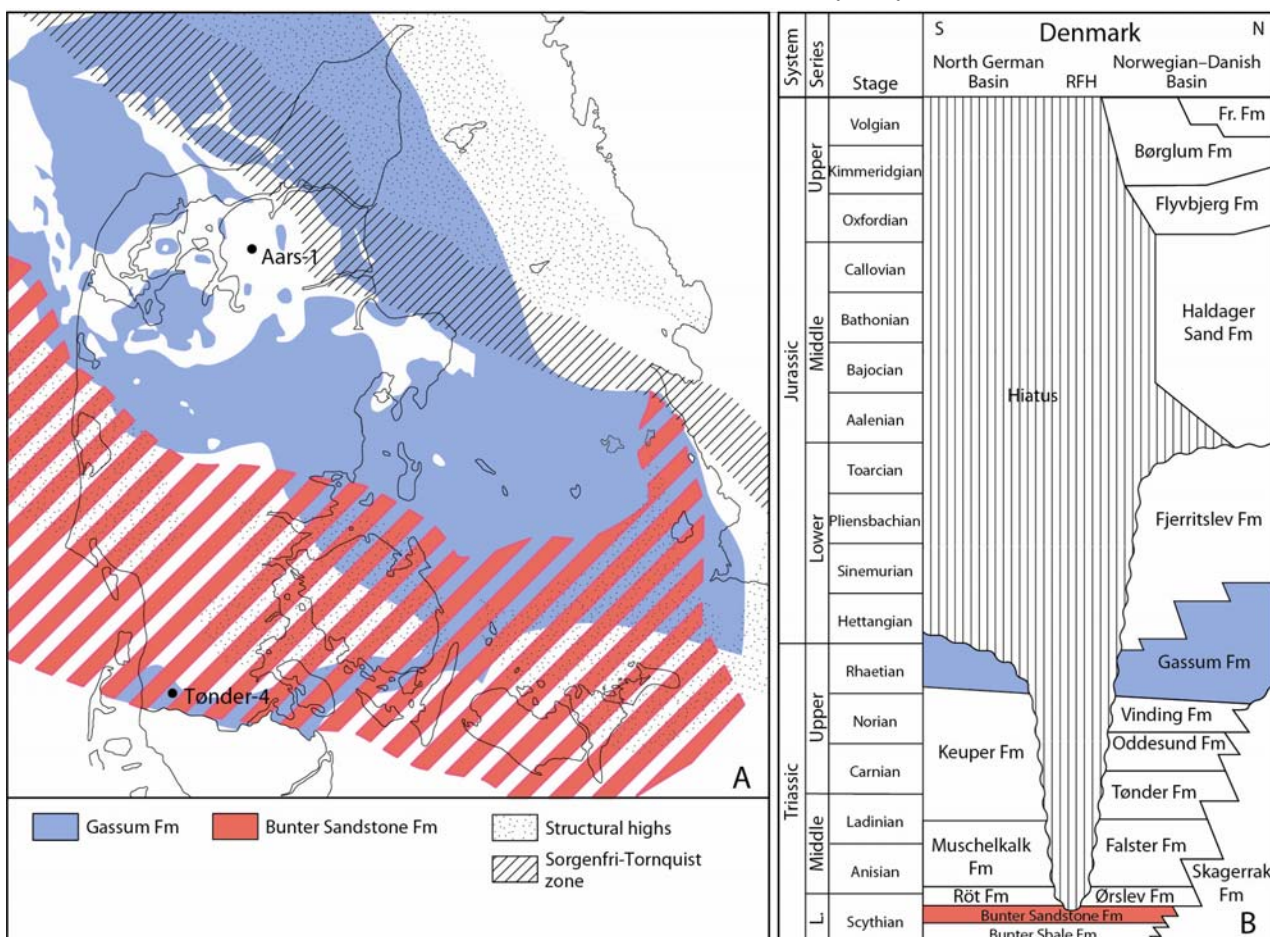 Aars-1
Tønder-4
A
Gassum Fm
Bunter Sandstone Fm
Structural highs
Sorgenfri-Tornquist
zone
System
Series
Stage
S
Denmark
N
North German
Basin
RFH
Norwegian–Danish
Basin
Jurassic
Triassic
Upper
Middle
Lower
Upper
Middle
L.
Volgian
Kimmeridgian
Oxfordian
Callovian
Bathonian
Bajocian
Aalenian
Toarcian
Pliensbachian
Sinemurian
Hettangian
Rhaetian
Norian
Carnian
Ladinian
Anisian
Scythian
Hiatus
Fr. Fm
Børglum Fm
Flyvbjerg Fm
Haldager
Sand Fm
Fjerritslev Fm
Gassum Fm
Vinding Fm
Oddesund Fm
Keuper Fm
Tønder Fm
Muschelkalk
Fm
Falster Fm
Skagerrak
Fm
Röt Fm
Ørslev Fm
Bunter Sandstone Fm
Bunter Shale Fm
B